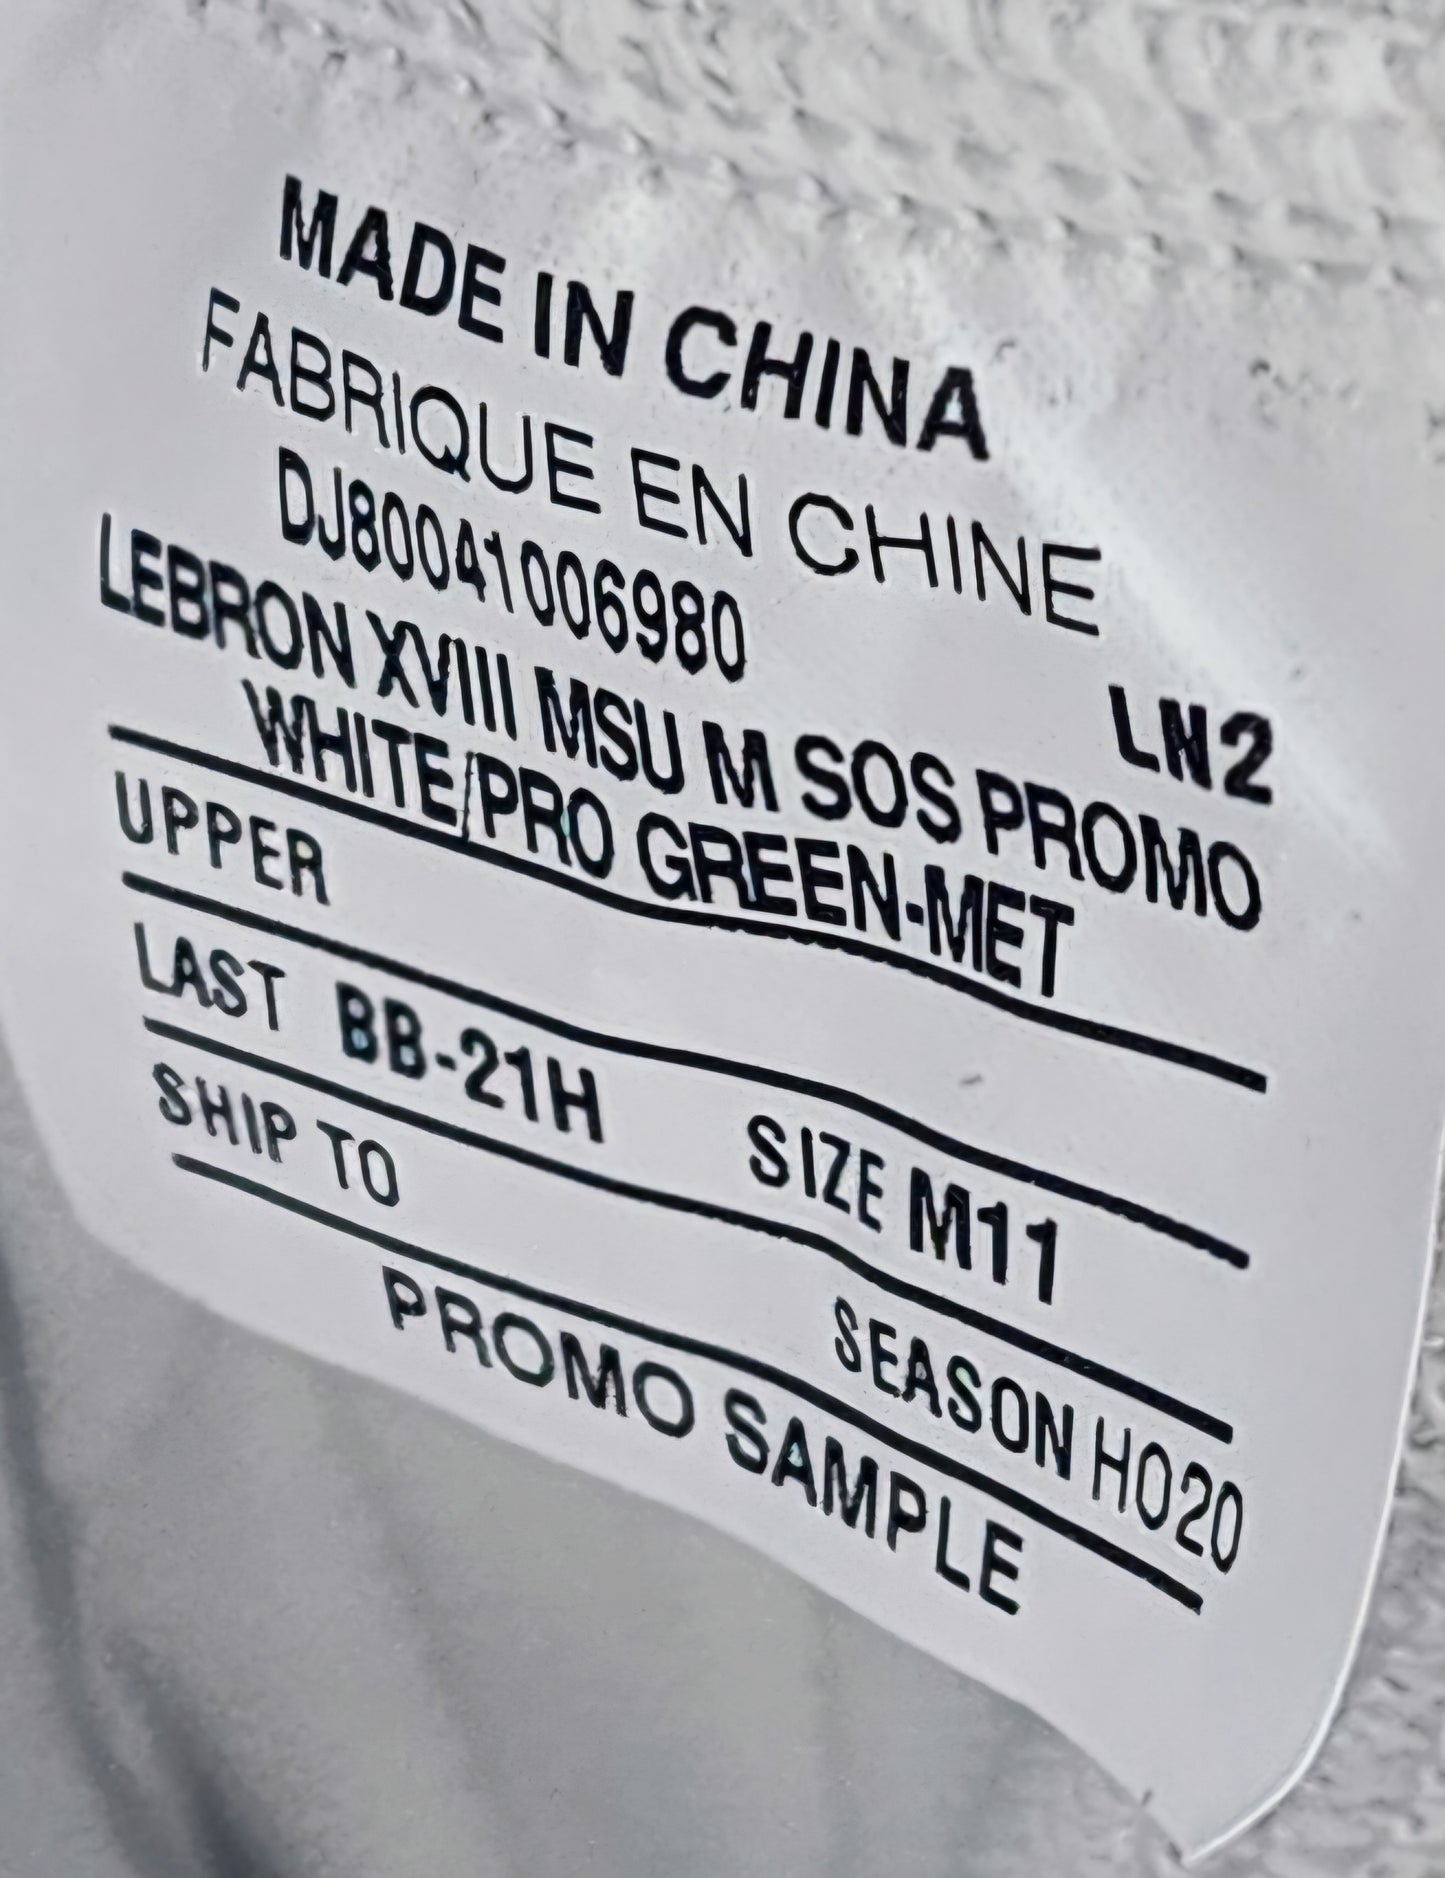 MADE IN CHINA
FABRIQUE EN CHINE
DJ80041006980
LN2
LEBRON XVIII MSU M SOS PROMO
WHITE/PRO GREEN-MET
UPPER
LAST BB-21H SIZE M11
SHIP TO SEASON HO20
PROMO SAMPLE